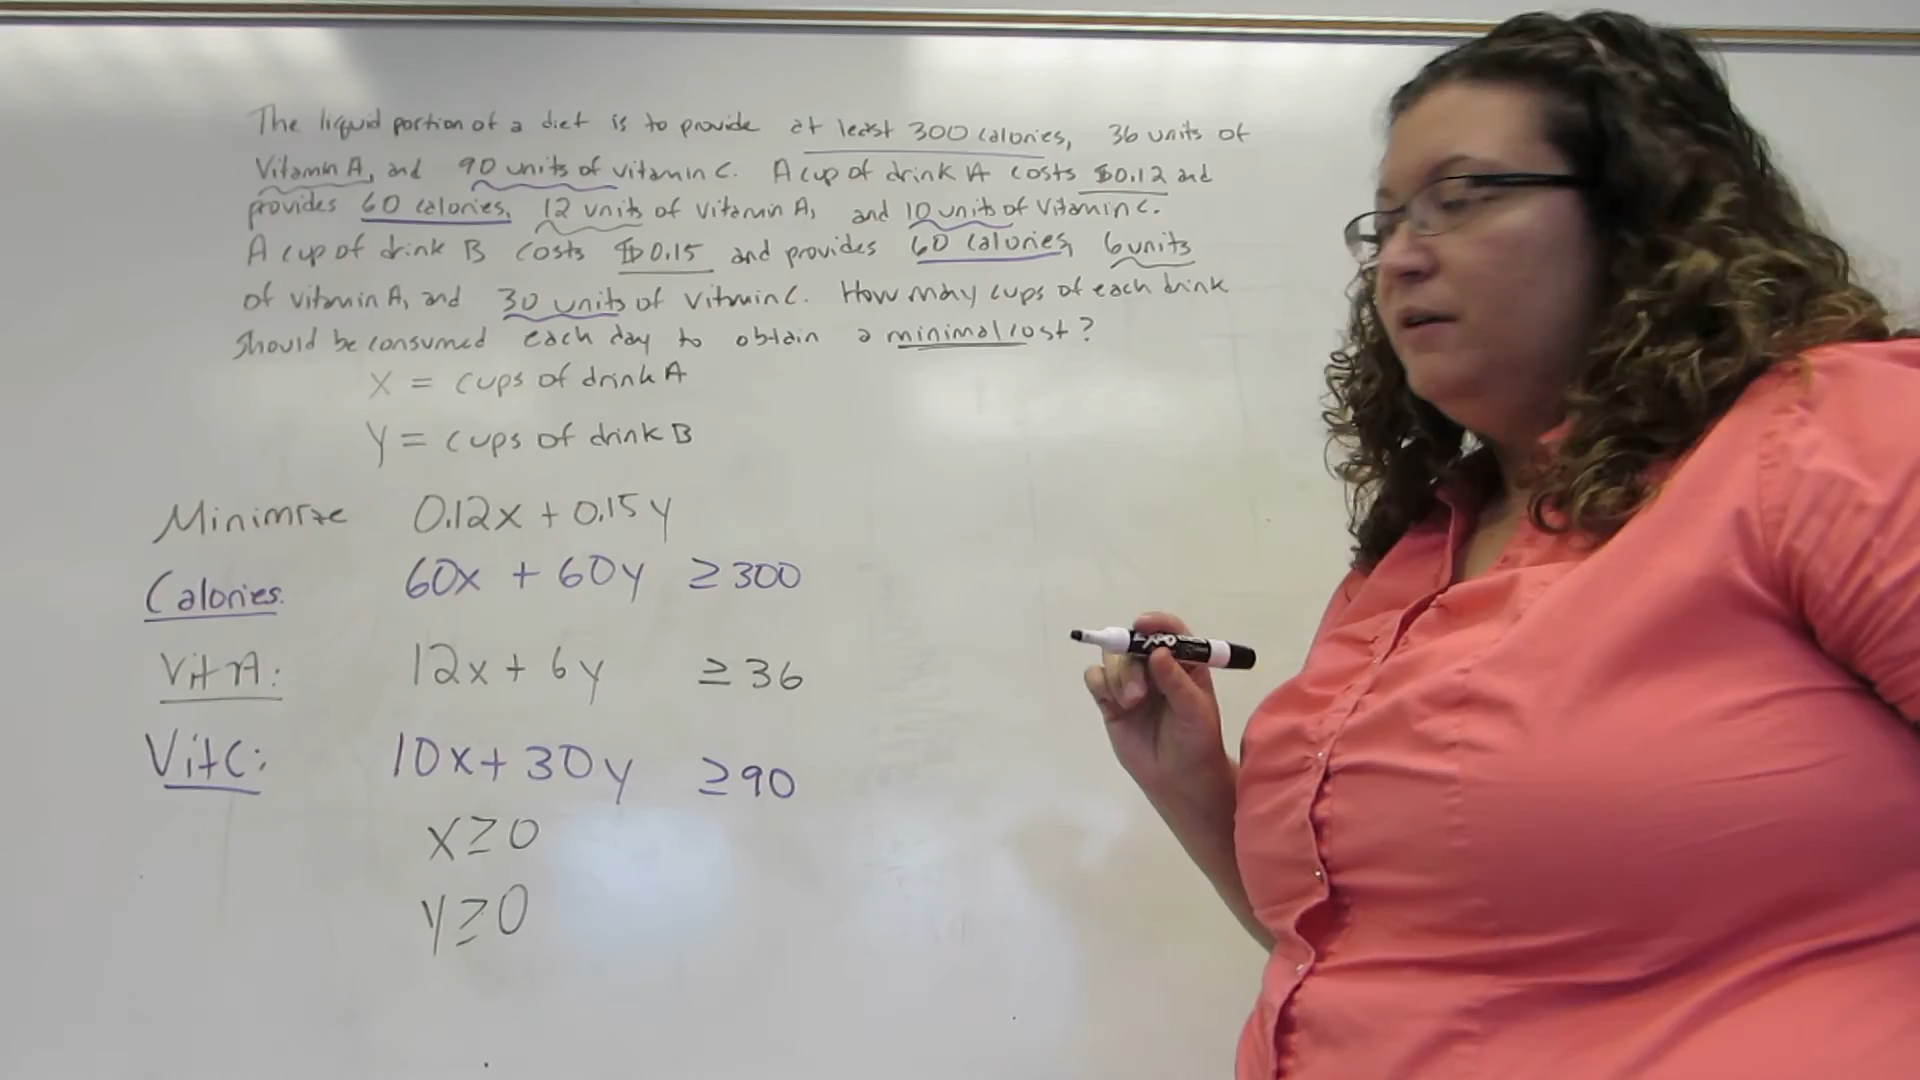 The liquid portion of a diet is to provide at least 300 calories, 36 units of
Vitamin A, and 90 units of vitamin C. A cup of drink A costs $0.12 and
provides 60 calories, 12 units of vitamin A, and 10 units of vitamin C.
A cup of drink B costs $0.15 and provides 60 calories, 6 units
of vitamin A, and 30 units of vitamin C. How may cups of each drink
should be consumed each day to obtain a minimal cost?
X = cups of drink A
Y = cups of drink B
Minimize 0.12x + 0.15y
Calories. 60x + 60y ≥ 300
Vit A: 12x + 6y ≥ 36
Vit C: 10x + 30y ≥ 90
X ≥ 0
Y ≥ 0
EXPO